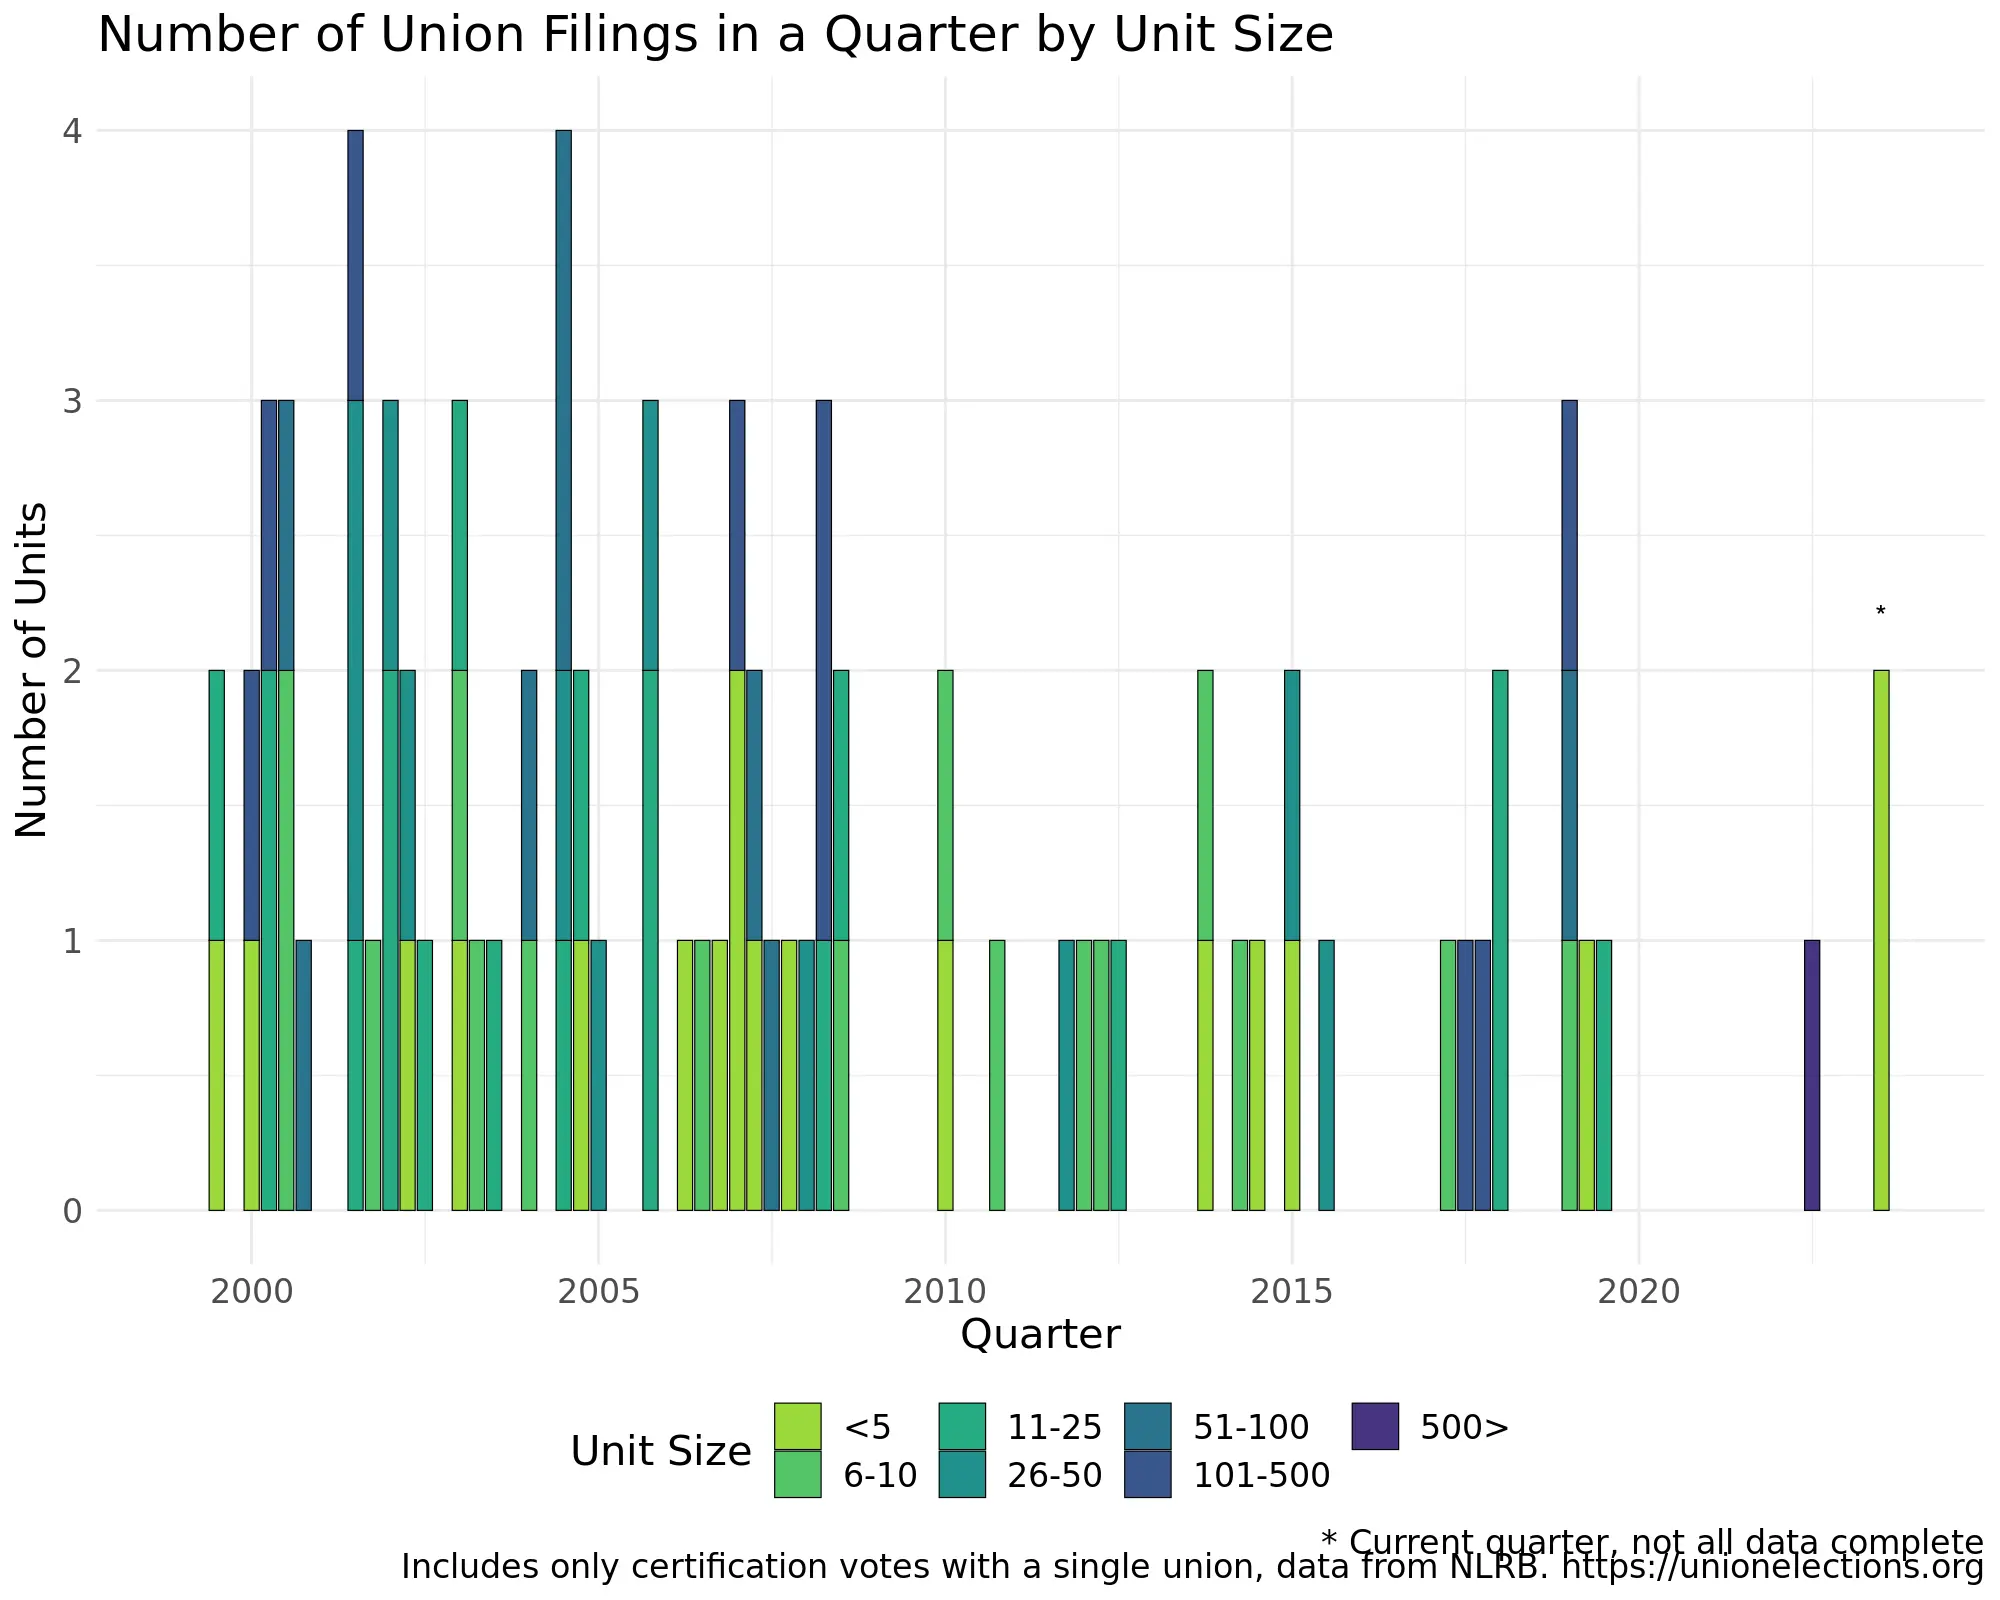 Number of Union Filings in a Quarter by Unit Size
Number of Units
4
3
2
1
0
*
2000 2005 2010 2015 2020
Quarter
Unit Size
<5 11-25 51-100 500>
6-10 26-50 101-500
* Current quarter, not all data complete
Includes only certification votes with a single union, data from NLRB. https://unionelections.org